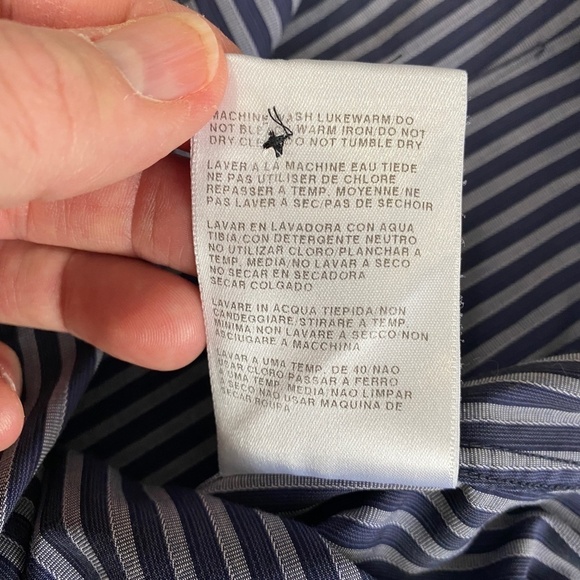 MACHINE WASH LUKEWARM/DO
NOT WARM IRON/DO NOT
DRY NOT TUMBLE DRY
LAVER A LA MACHINE EAU TIEDE
NE PAS UTILISER DE CHLORE
REPASSER A TEMP. MOYENNE/NE
PAS LAVER A SEC/PAS DE SECHOIR
LAVAR EN LAVADORA CON AQUA
TIBIA/CON DETERGENTE NEUTRO
NO UTILIZAR CLORO/PLANCHAR A
TEMP. MEDIA/NO LAVAR A SECO
NO SECAR EN SECADORA
SECAR COLGADO
LAVARE IN ACQUA TIEPIDA/NON
CANDEGGIARE/STIRARE A TEMP.
MINIMA/NON LAVARE A SECCO/NON
ASCIUGARE A MACCHINA
LAVAR A UMA TEMP. DE 40/NAO
USAR CLORO/PASSAR A FERRO
A UMA TEMP. MEDIA/NAO LIMPAR
A SECO NAO USAR MAQUINA DE
SECAR ROUPA